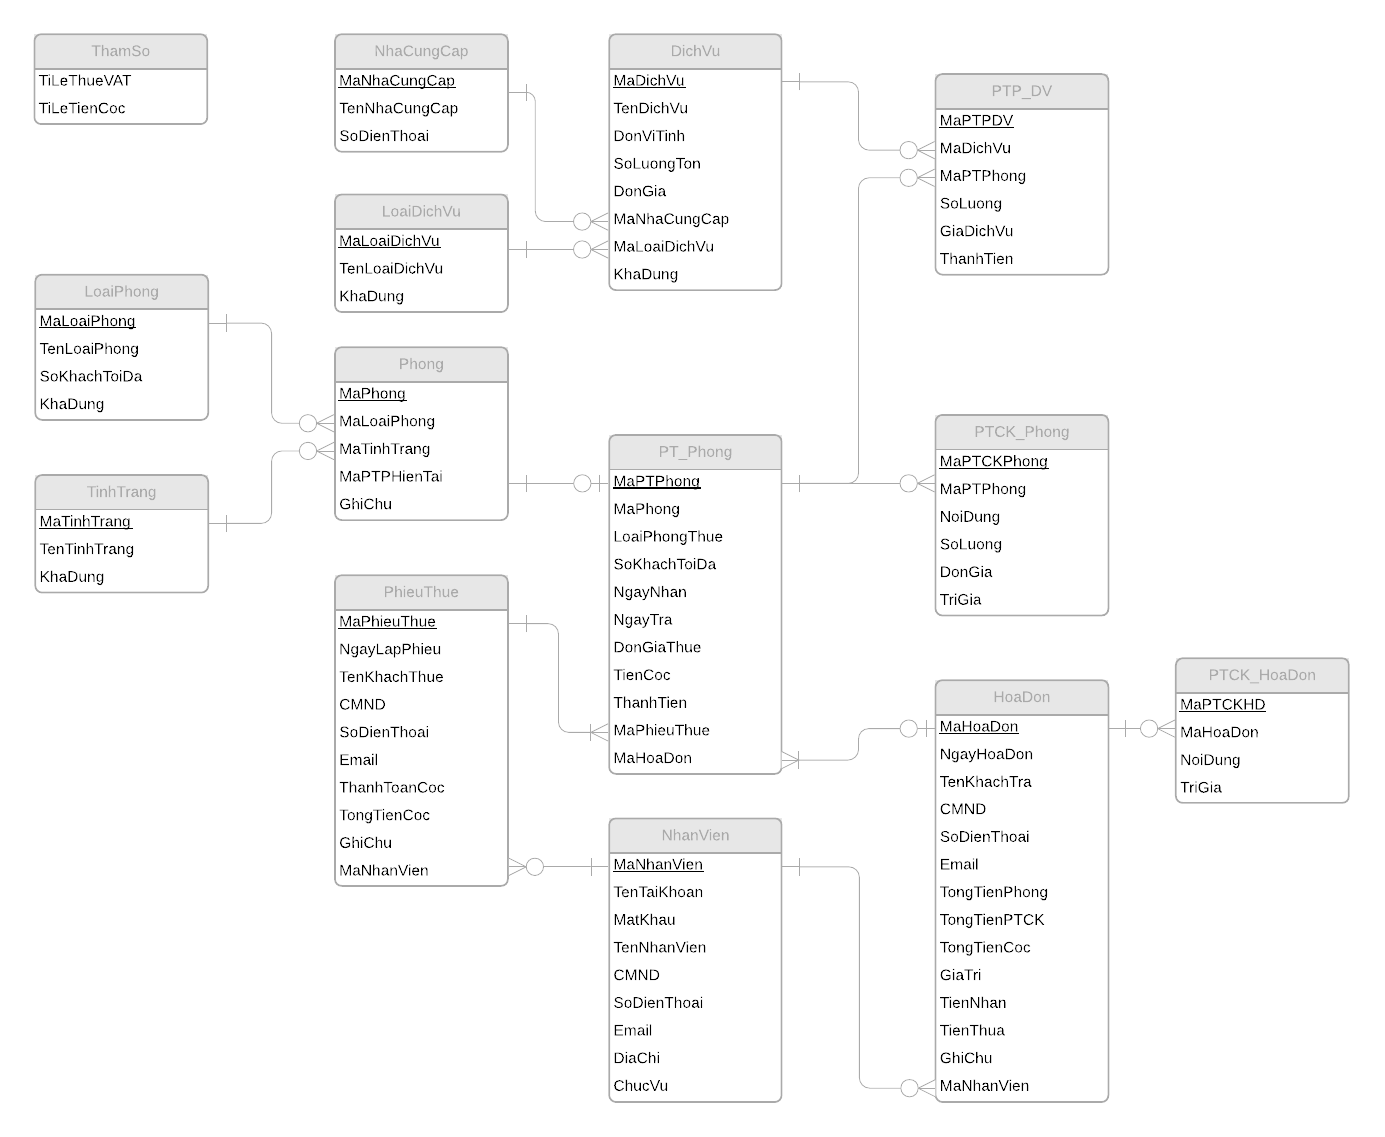 ThamSo
TiLeThueVAT
TiLeTienCoc
NhaCungCap
MaNhaCungCap
TenNhaCungCap
SoDienThoai
DichVu
MaDichVu
TenDichVu
DonViTinh
SoLuongTon
DonGia
MaNhaCungCap
MaLoaiDichVu
KhaDung
PTP_DV
MaPTPDV
MaDichVu
MaPTPhong
SoLuong
GiaDichVu
ThanhTien
LoaiDichVu
MaLoaiDichVu
TenLoaiDichVu
KhaDung
LoaiPhong
MaLoaiPhong
TenLoaiPhong
SoKhachToiDa
KhaDung
Phong
MaPhong
MaLoaiPhong
MaTinhTrang
MaPTPHienTai
GhiChu
TinhTrang
MaTinhTrang
TenTinhTrang
KhaDung
PT_Phong
MaPTPhong
MaPhong
LoaiPhongThue
SoKhachToiDa
NgayNhan
NgayTra
DonGiaThue
TienCoc
ThanhTien
MaPhieuThue
MaHoaDon
PTCK_Phong
MaPTCKPhong
MaPTPhong
NoiDung
SoLuong
DonGia
TriGia
PhieuThue
MaPhieuThue
NgayLapPhieu
TenKhachThue
CMND
SoDienThoai
Email
ThanhToanCoc
TongTienCoc
GhiChu
MaNhanVien
NhanVien
MaNhanVien
TenTaiKhoan
MatKhau
TenNhanVien
CMND
SoDienThoai
Email
DiaChi
ChucVu
HoaDon
MaHoaDon
NgayHoaDon
TenKhachTra
CMND
SoDienThoai
Email
TongTienPhong
TongTienPTCK
TongTienCoc
GiaTri
TienNhan
TienThua
GhiChu
MaNhanVien
PTCK_HoaDon
MaPTCKHD
MaHoaDon
NoiDung
TriGia